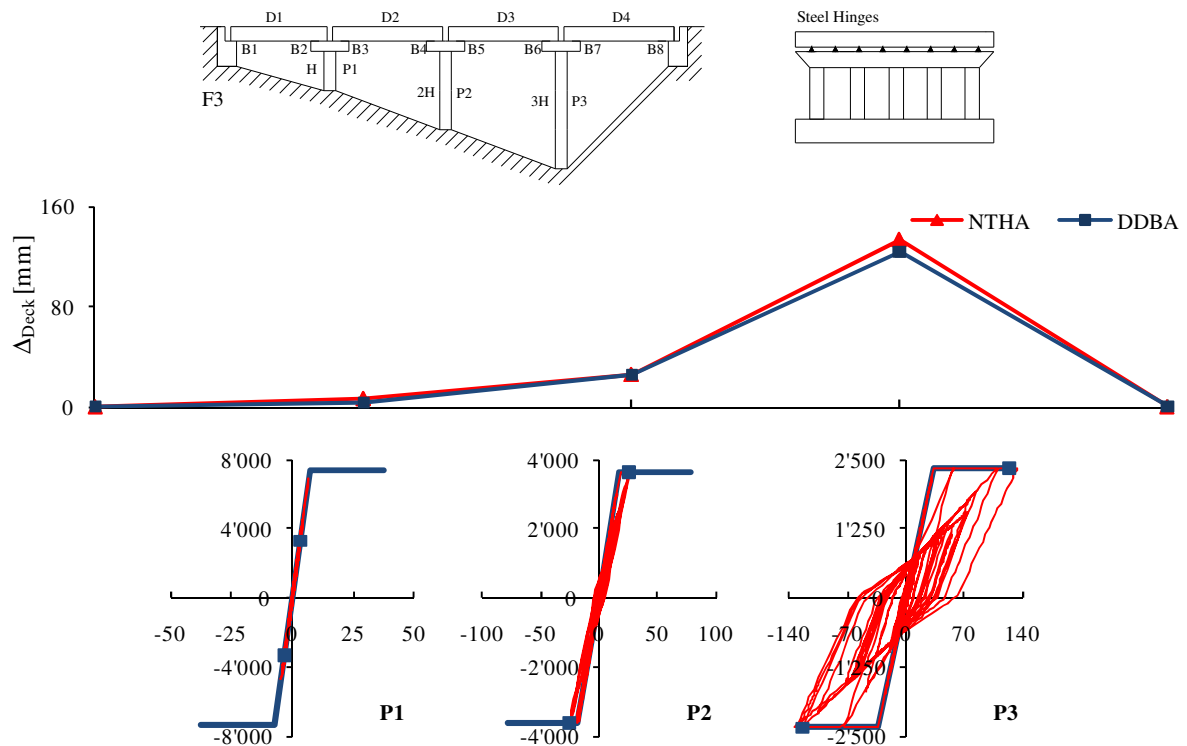 D1 D2 D3 D4
Steel Hinges
B1 B2 B3 B4 B5 B6 B7 B8
H P1
2H P2
3H P3
F3
160
80
0
ΔDeck [mm]
NTHA DDBA
8'000
4'000
0
-4'000
-8'000
-50 -25 0 25 50
P1
4'000
2'000
0
-2'000
-4'000
-100 -50 0 50 100
P2
2'500
1'250
0
-1'250
-2'500
-140 -70 0 70 140
P3